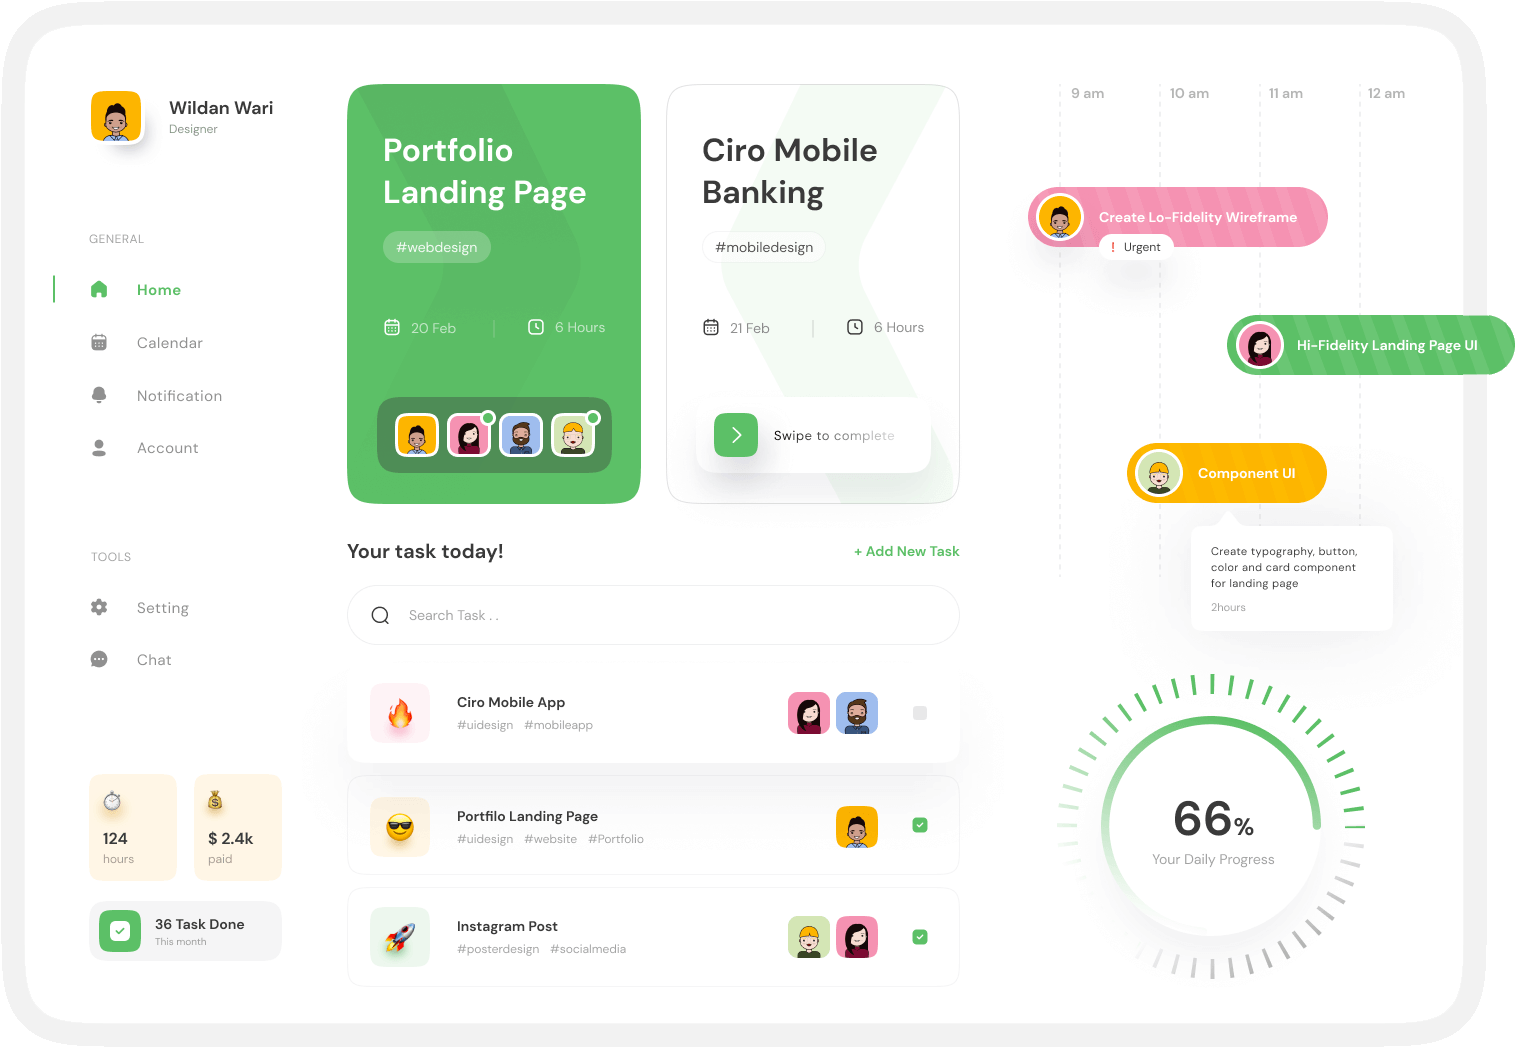 Wildan Wari
Designer
GENERAL
Home
Calendar
Notification
Account
TOOLS
Setting
Chat
124
hours
$ 2.4k
paid
36 Task Done
This month
Portfolio
Landing Page
#webdesign
20 Feb
6 Hours
Ciro Mobile
Banking
#mobiledesign
21 Feb
6 Hours
Swipe to complete
Your task today!
+ Add New Task
Search Task . .
Ciro Mobile App
#uidesign #mobileapp
Portfilo Landing Page
#uidesign #website #Portfolio
Instagram Post
#posterdesign #socialmedia
9 am
10 am
11 am
12 am
Create Lo-Fidelity Wireframe
! Urgent
Hi-Fidelity Landing Page UI
Component UI
Create typography, button,
color and card component
for landing page
2hours
66%
Your Daily Progress